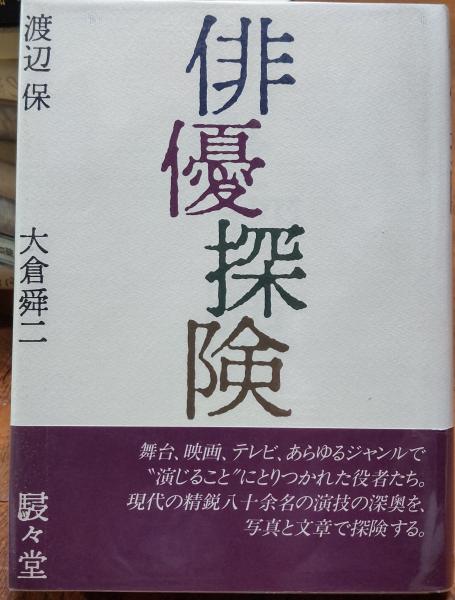 俳優探険
渡辺 保
大倉舜二
舞台、映画、テレビ、あらゆるジャンルで
“演じること”にとりつかれた役者たち。
現代の精鋭八十余名の演技の深奥を、
写真と文章で探険する。
駸々堂